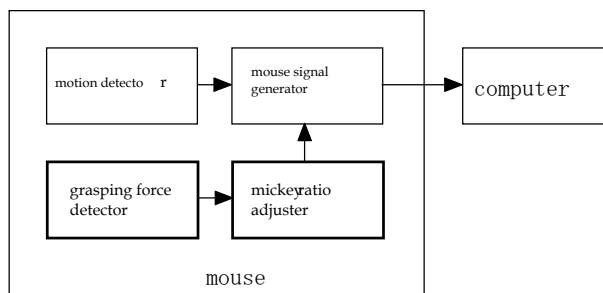 motion detecto r
mouse signal
generator
computer
grasping force
detector
mickeyratio
adjuster
mouse